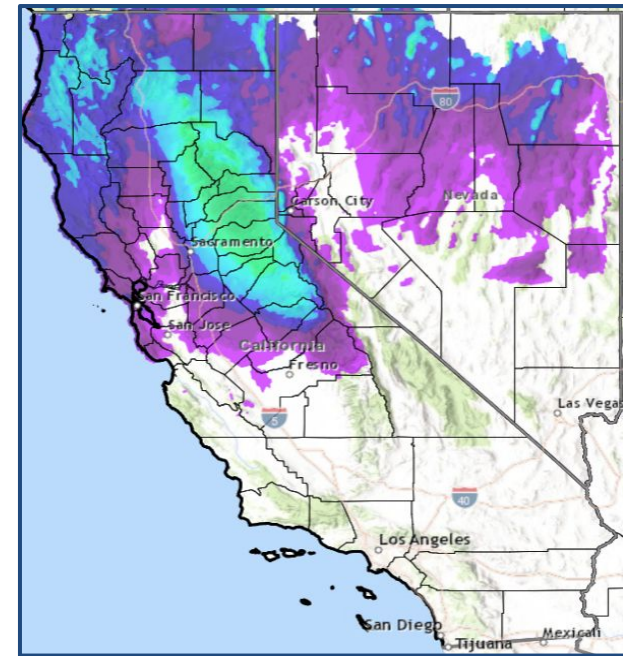 80
Nevada
Carson City
Sacramento
San Francisco
San Jose
California
Fresno
Las Vegas
5
40
Los Angeles
San Diego
Tijuana
Mexicali